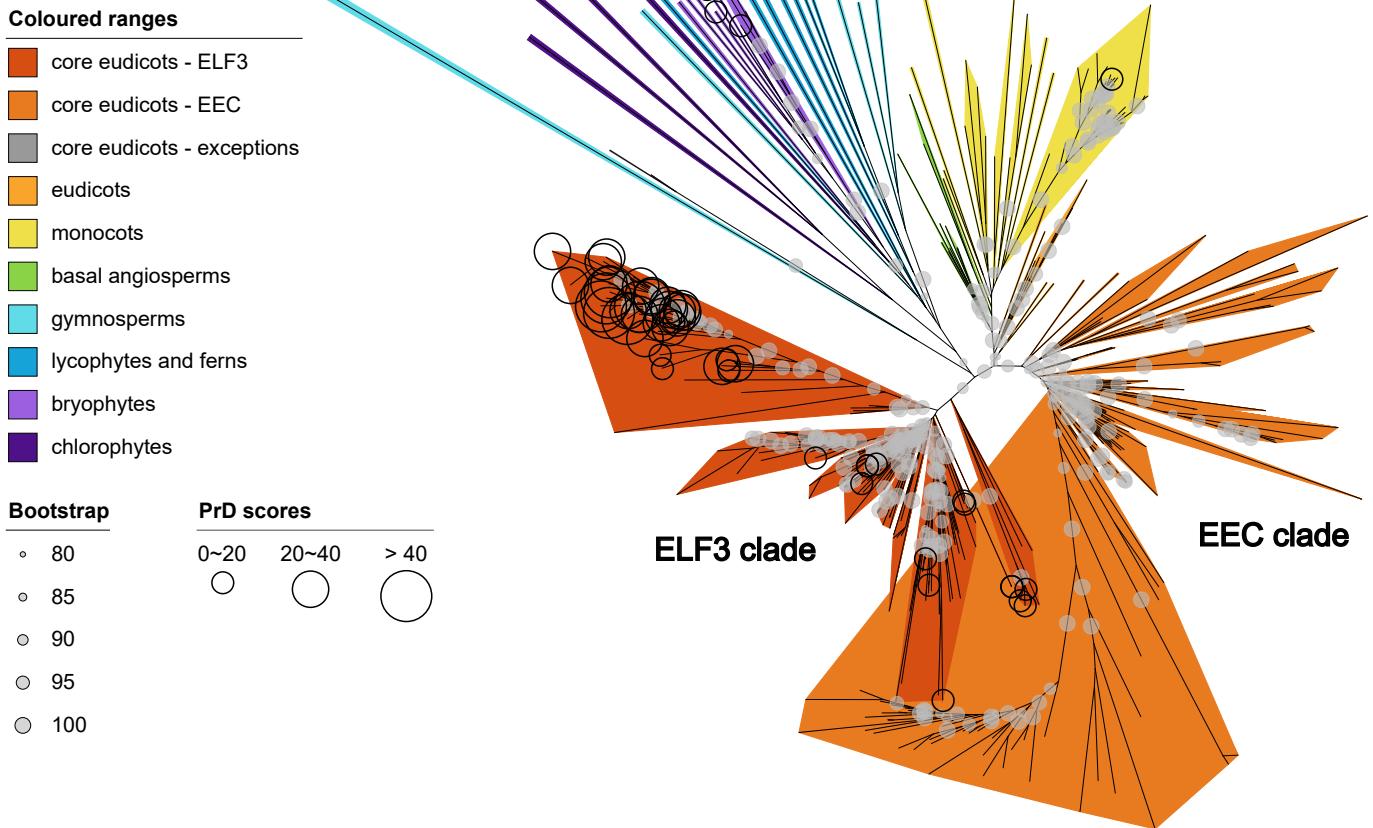 Coloured ranges
core eudicots - ELF3
core eudicots - EEC
core eudicots - exceptions
eudicots
monocots
basal angiosperms
gymnosperms
lycophytes and ferns
bryophytes
chlorophytes
Bootstrap
80
85
90
95
100
PrD scores
0~20 20~40 > 40
ELF3 clade
EEC clade